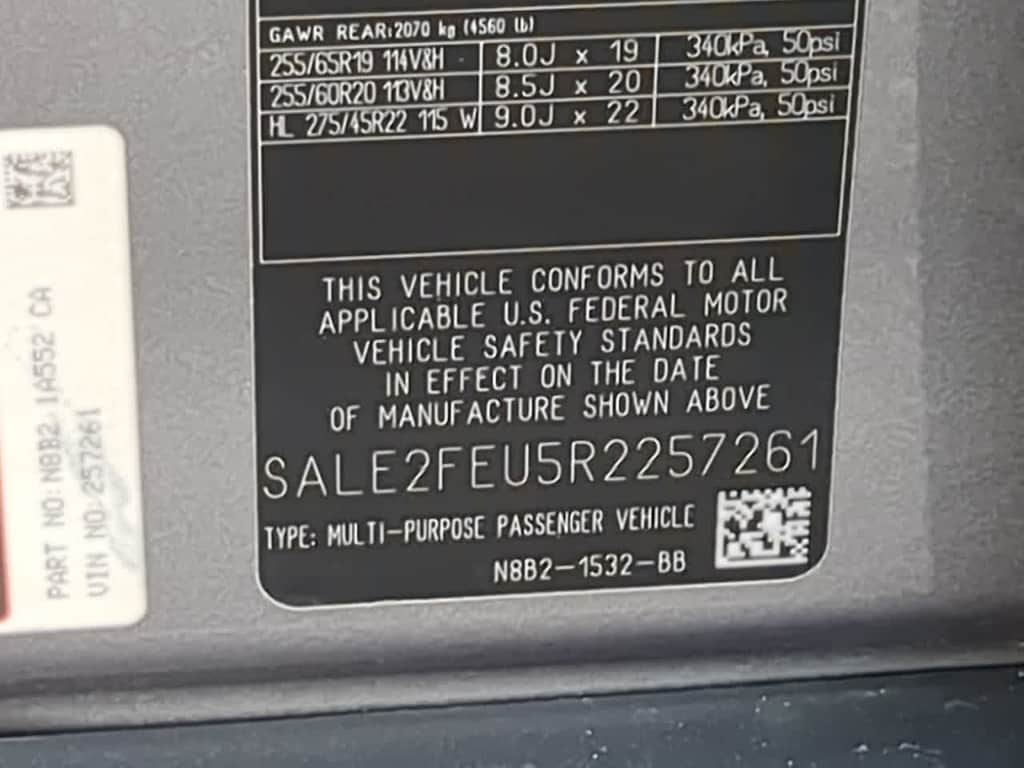 GAWR REAR:2070 kg (4560 lb)
255/65R19 114V&H 8.0J x 19 340kPa, 50psi
255/60R20 113V&H 8.5J x 20 340kPa, 50psi
HL 275/45R22 115 W 9.0J x 22 340kPa, 50psi
THIS VEHICLE CONFORMS TO ALL
APPLICABLE U.S. FEDERAL MOTOR
VEHICLE SAFETY STANDARDS
IN EFFECT ON THE DATE
OF MANUFACTURE SHOWN ABOVE
SALE2FEU5R2257261
TYPE: MULTI-PURPOSE PASSENGER VEHICLE
N8B2-1532-BB
PART NO: N8B2 1A552 CA
VIN NO: 257261